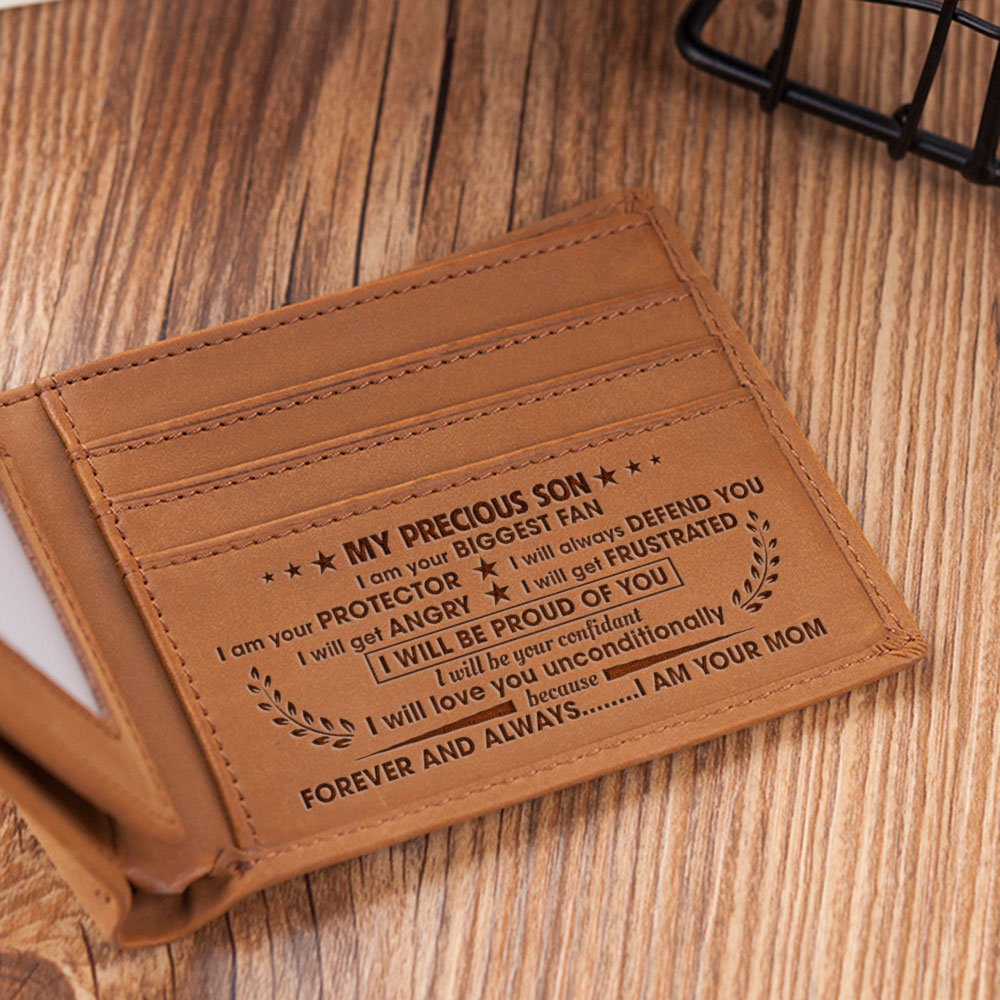 MY PRECIOUS SON
I am your BIGGEST FAN
I am your PROTECTOR ★ I will always DEFEND YOU
I will get ANGRY ★ I will get FRUSTRATED
I WILL BE PROUD OF YOU
I will be your confidant
I will love you unconditionally
because
FOREVER AND ALWAYS.........I AM YOUR MOM